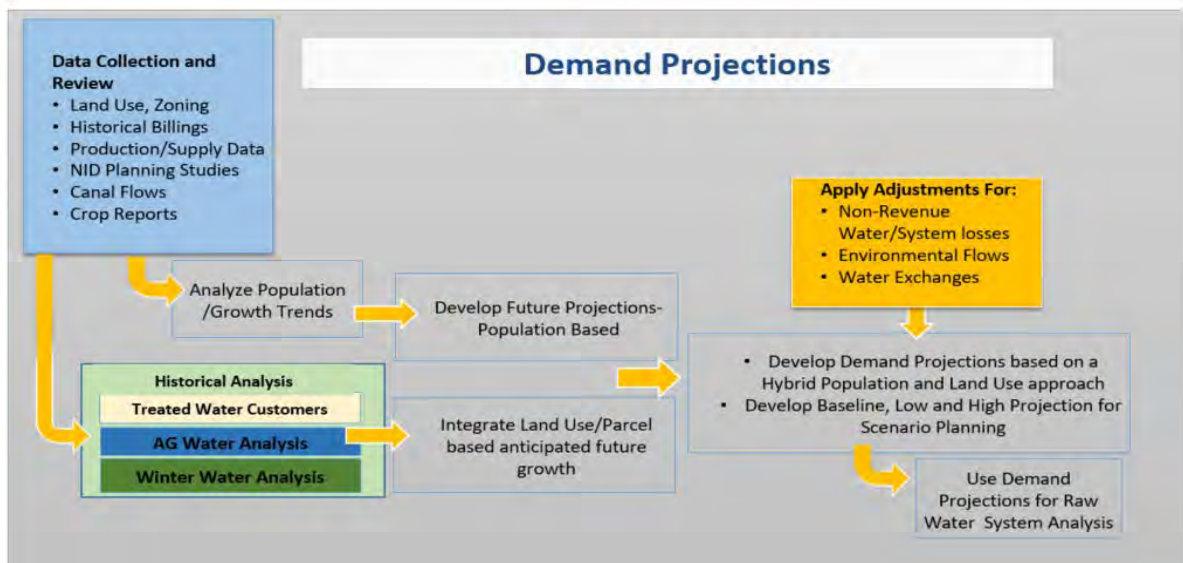 Demand Projections
Data Collection and
Review
• Land Use, Zoning
• Historical Billings
• Production/Supply Data
• NID Planning Studies
• Canal Flows
• Crop Reports
Apply Adjustments For:
• Non-Revenue
Water/System losses
• Environmental Flows
• Water Exchanges
Analyze Population
/Growth Trends
Develop Future Projections-
Population Based
Historical Analysis
Treated Water Customers
AG Water Analysis
Winter Water Analysis
Integrate Land Use/Parcel
based anticipated future
growth
• Develop Demand Projections based on a
Hybrid Population and Land Use approach
• Develop Baseline, Low and High Projection for
Scenario Planning
Use Demand
Projections for Raw
Water System Analysis